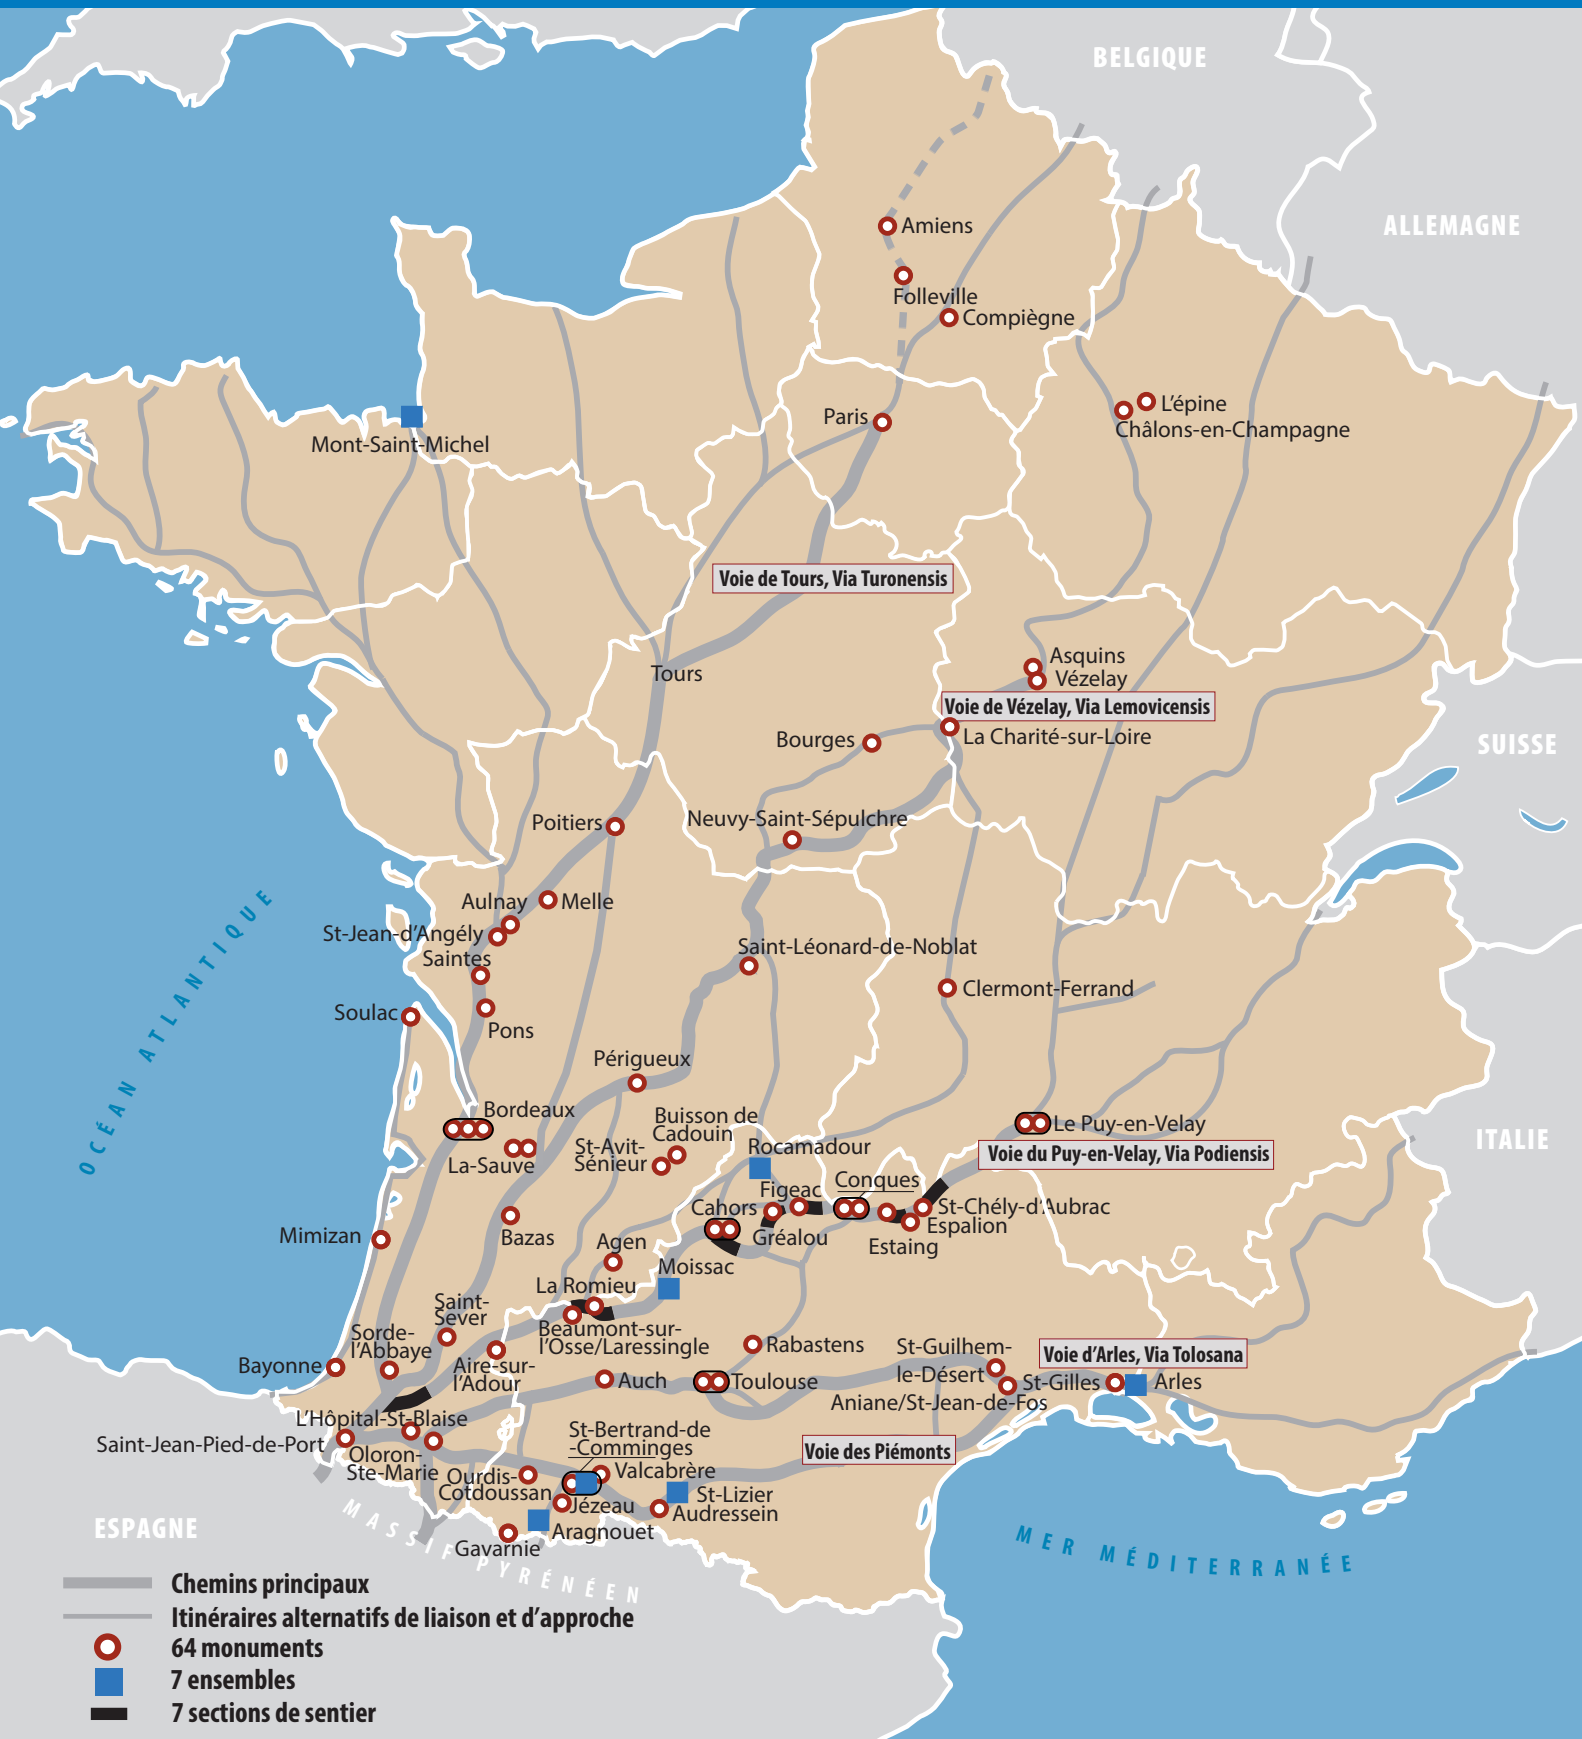 BELGIQUE
ALLEMAGNE
Amiens
Folleville
Compiègne
L'épine
Châlons-en-Champagne
Paris
Mont-Saint-Michel
Voie de Tours, Via Turonensis
Tours
Asquins
Vézelay
Voie de Vézelay, Via Lemovicensis
La Charité-sur-Loire
Bourges
SUISSE
Neuvy-Saint-Sépulchre
Poitiers
Aulnay
Melle
St-Jean-d'Angély
Saintes
Saint-Léonard-de-Noblat
Clermont-Ferrand
Soulac
Pons
OCÉAN ATLANTIQUE
Périgueux
Bordeaux
Buisson de
Cadouin
La-Sauve
St-Avit-
Sénieur
Rocamadour
Le Puy-en-Velay
ITALIE
Voie du Puy-en-Velay, Via Podiensis
Figeac
Conques
Cahors
St-Chély-d'Aubrac
Espalion
Estaing
Gréalou
Mimizan
Bazas
Agen
Moissac
La Romieu
Saint-
Sever
Beaumont-sur-
l'Osse/Laressingle
Sorde-
l'Abbaye
Rabastens
St-Guilhem-
le-Désert
Voie d'Arles, Via Tolosana
Bayonne
Aire-sur-
l'Adour
Auch
Toulouse
St-Gilles
Arles
Aniane/St-Jean-de-Fos
L'Hôpital-St-Blaise
Saint-Jean-Pied-de-Port
Oloron-
Ste-Marie
St-Bertrand-de
-Comminges
Voie des Piémonts
Ourdis-
Cotdoussan
Valcabrère
Jézeau
St-Lizier
Audressein
Aragnouet
Gavarnie
ESPAGNE
MASSIF PYRÉNÉEN
MER MÉDITERRANÉE
Chemins principaux
Itinéraires alternatifs de liaison et d'approche
64 monuments
7 ensembles
7 sections de sentier